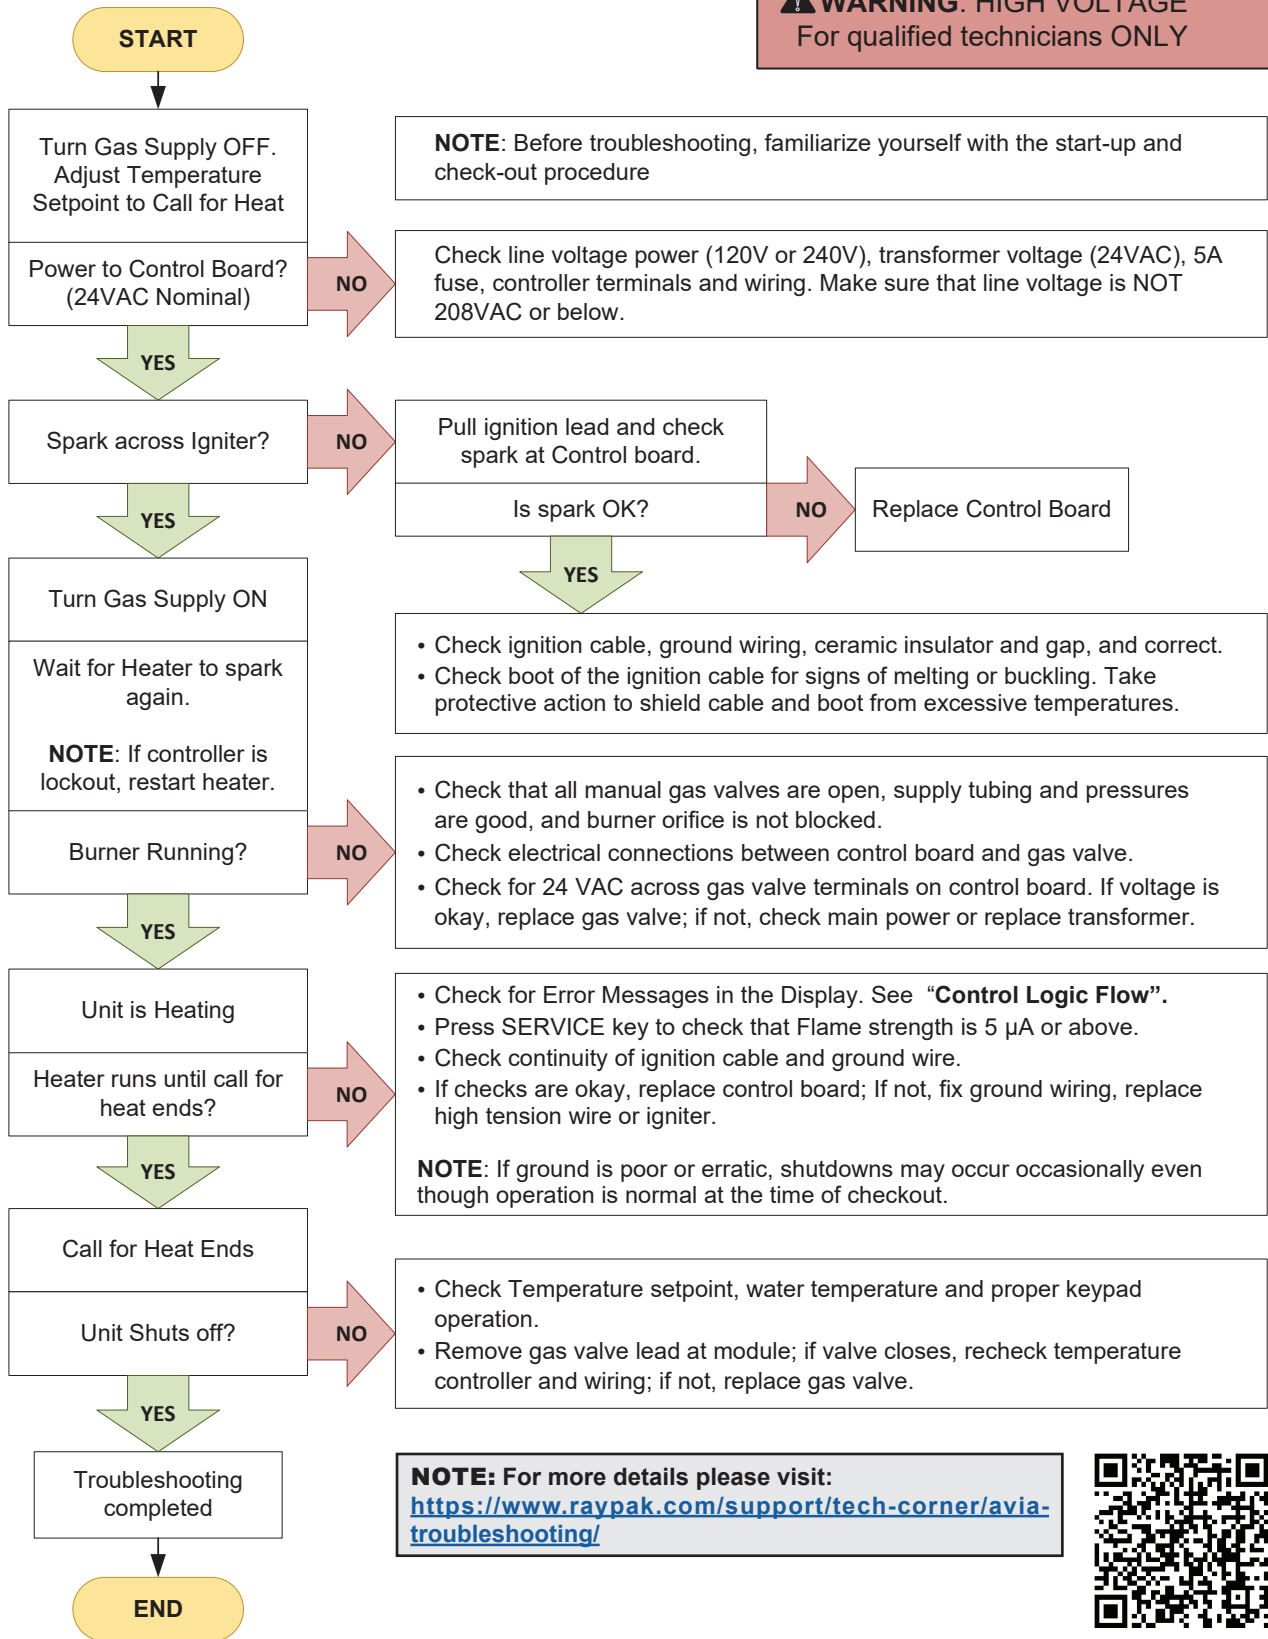 WARNING: HIGH VOLTAGE
For qualified technicians ONLY
START
Turn Gas Supply OFF.
Adjust Temperature
Setpoint to Call for Heat
NOTE: Before troubleshooting, familiarize yourself with the start-up and
check-out procedure
Power to Control Board?
(24VAC Nominal)
NO
Check line voltage power (120V or 240V), transformer voltage (24VAC), 5A
fuse, controller terminals and wiring. Make sure that line voltage is NOT
208VAC or below.
YES
Spark across Igniter?
NO
Pull ignition lead and check
spark at Control board.
Is spark OK?
NO
Replace Control Board
YES
YES
Check ignition cable, ground wiring, ceramic insulator and gap, and correct.
• Check boot of the ignition cable for signs of melting or buckling. Take
protective action to shield cable and boot from excessive temperatures.
Turn Gas Supply ON
Wait for Heater to spark
again.
NOTE: If controller is
lockout, restart heater.
Burner Running?
NO
• Check that all manual gas valves are open, supply tubing and pressures
are good, and burner orifice is not blocked.
• Check electrical connections between control board and gas valve.
• Check for 24 VAC across gas valve terminals on control board. If voltage is
okay, replace gas valve; if not, check main power or replace transformer.
YES
Unit is Heating
Heater runs until call for
heat ends?
NO
• Check for Error Messages in the Display. See “Control Logic Flow”.
• Press SERVICE key to check that Flame strength is 5 µA or above.
• Check continuity of ignition cable and ground wire.
• If checks are okay, replace control board; If not, fix ground wiring, replace
high tension wire or igniter.
NOTE: If ground is poor or erratic, shutdowns may occur occasionally even
though operation is normal at the time of checkout.
YES
Call for Heat Ends
Unit Shuts off?
NO
• Check Temperature setpoint, water temperature and proper keypad
operation.
• Remove gas valve lead at module; if valve closes, recheck temperature
controller and wiring; if not, replace gas valve.
YES
Troubleshooting
completed
NOTE: For more details please visit:
https://www.raypak.com/support/tech-corner/avia-
troubleshooting/
END